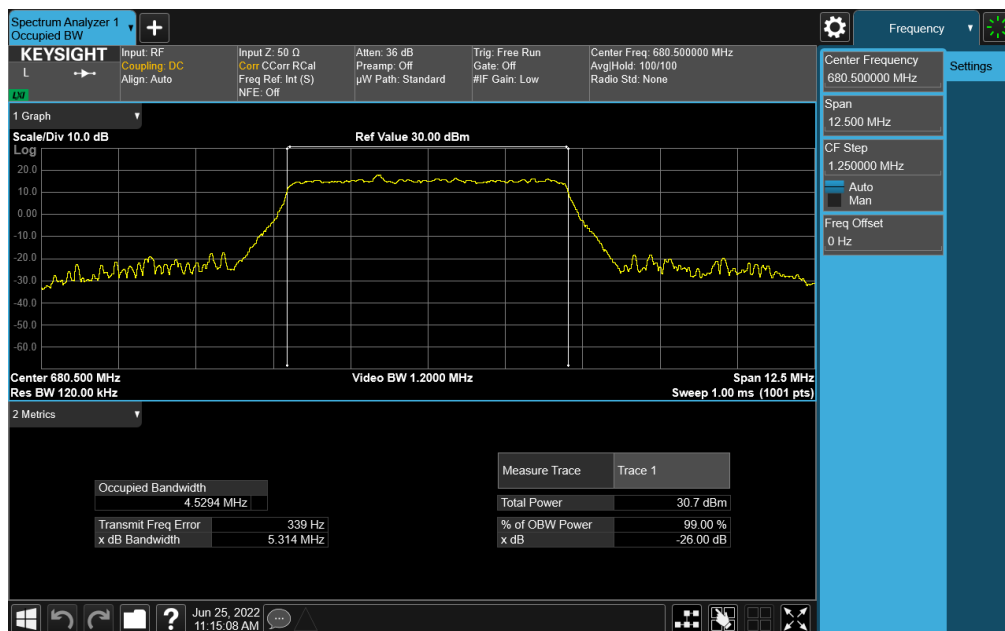 Spectrum Analyzer 1
Occupied BW
Frequency
KEYSIGHT
L
LXI
Input: RF
Coupling: DC
Align: Auto
Input Z: 50 Ω
Corr CCorr RCal
Freq Ref: Int (S)
NFE: Off
Atten: 36 dB
Preamp: Off
µW Path: Standard
Trig: Free Run
Gate: Off
#IF Gain: Low
Center Freq: 680.500000 MHz
Avg|Hold: 100/100
Radio Std: None
Center Frequency
680.500000 MHz
Settings
Span
12.500 MHz
CF Step
1.250000 MHz
Auto
Man
Freq Offset
0 Hz
1 Graph
Scale/Div 10.0 dB
Ref Value 30.00 dBm
Log
20.0
10.0
0.00
-10.0
-20.0
-30.0
-40.0
-50.0
-60.0
Center 680.500 MHz
Video BW 1.2000 MHz
Span 12.5 MHz
Res BW 120.00 kHz
Sweep 1.00 ms (1001 pts)
2 Metrics
Occupied Bandwidth
4.5294 MHz
Transmit Freq Error 339 Hz
x dB Bandwidth 5.314 MHz
Measure Trace Trace 1
Total Power 30.7 dBm
% of OBW Power 99.00 %
x dB -26.00 dB
?
Jun 25, 2022
11:15:08 AM